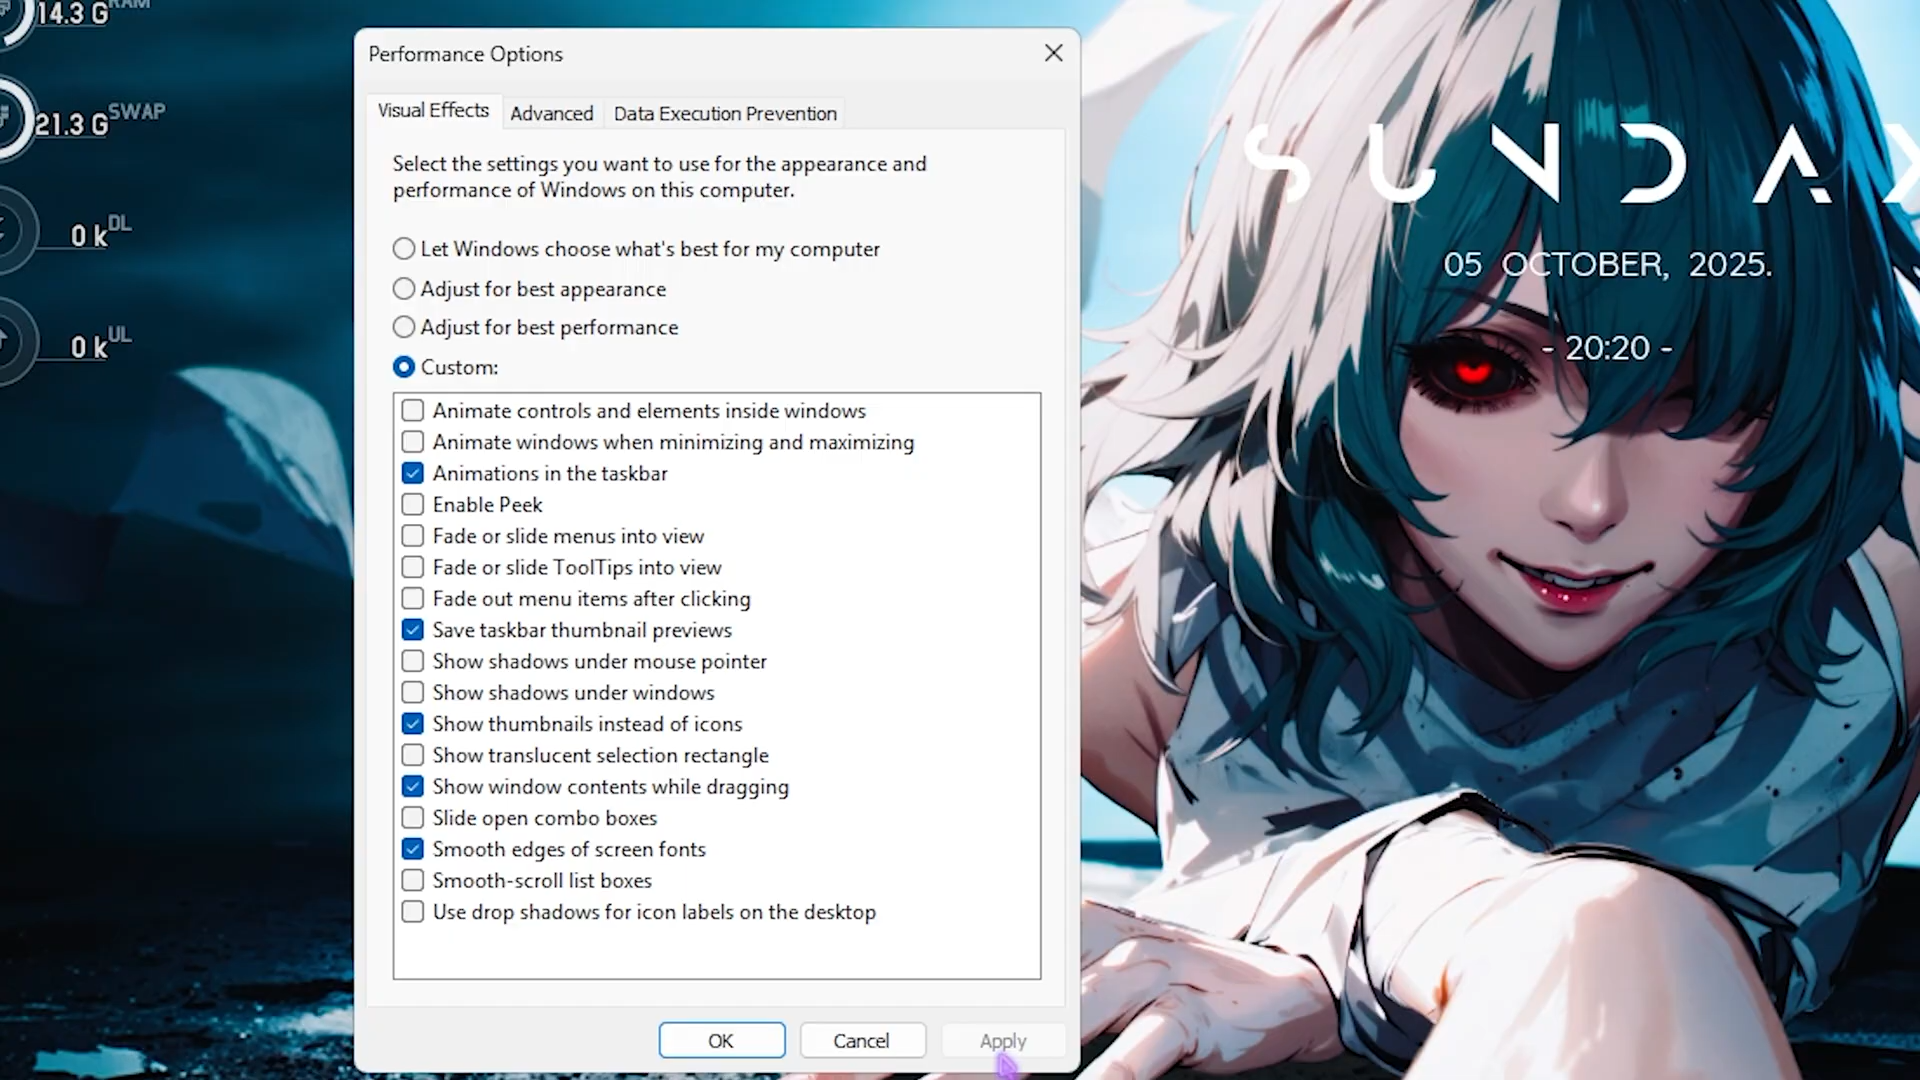 RAM
14.3 G
SWAP
21.3 G
DL
0 k
UL
0 k
Performance Options
Visual Effects
Advanced
Data Execution Prevention
Select the settings you want to use for the appearance and
performance of Windows on this computer.
Let Windows choose what's best for my computer
Adjust for best appearance
Adjust for best performance
Custom:
Animate controls and elements inside windows
Animate windows when minimizing and maximizing
Animations in the taskbar
Enable Peek
Fade or slide menus into view
Fade or slide ToolTips into view
Fade out menu items after clicking
Save taskbar thumbnail previews
Show shadows under mouse pointer
Show shadows under windows
Show thumbnails instead of icons
Show translucent selection rectangle
Show window contents while dragging
Slide open combo boxes
Smooth edges of screen fonts
Smooth-scroll list boxes
Use drop shadows for icon labels on the desktop
OK
Cancel
Apply
SUNDAY
05 OCTOBER, 2025.
- 20:20 -